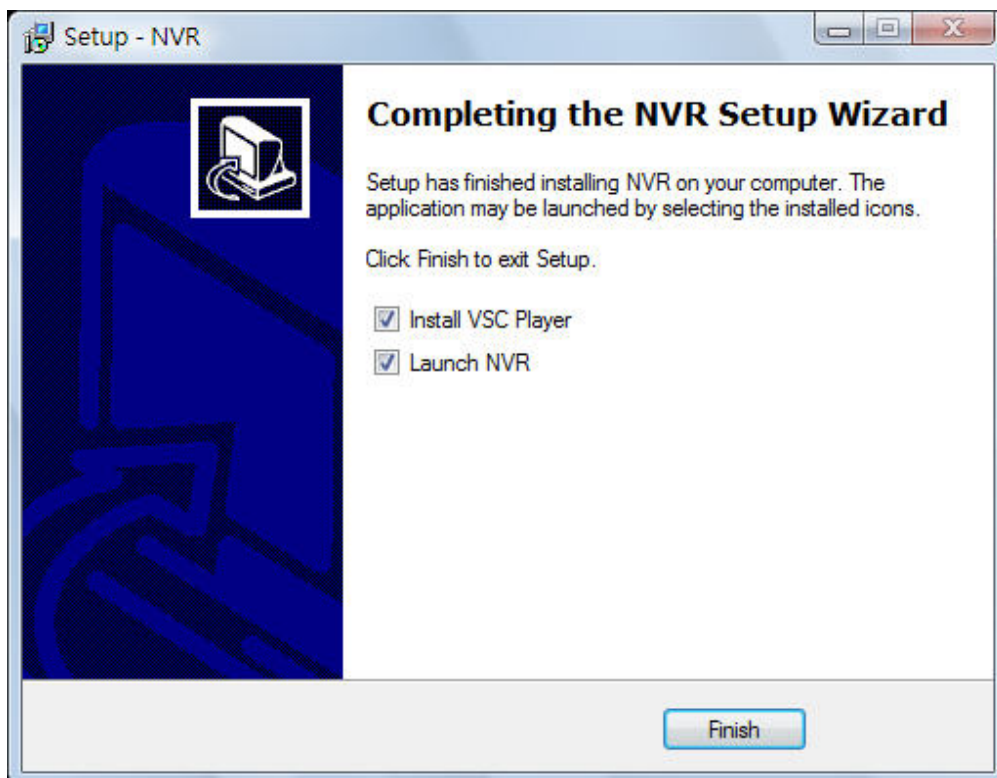 Setup - NVR
Completing the NVR Setup Wizard
Setup has finished installing NVR on your computer. The
application may be launched by selecting the installed icons.
Click Finish to exit Setup.
Install VSC Player
Launch NVR
Finish